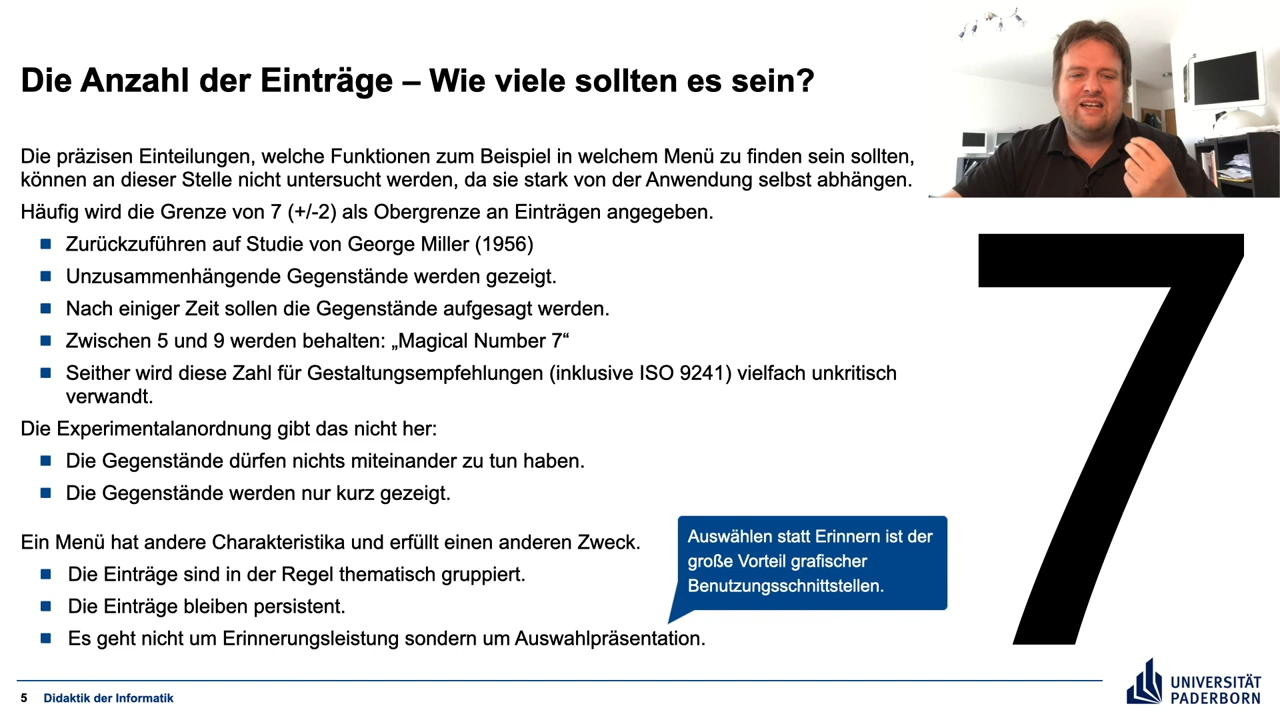 Die Anzahl der Einträge – Wie viele sollten es sein?
Die präzisen Einteilungen, welche Funktionen zum Beispiel in welchem Menü zu finden sein sollten,
können an dieser Stelle nicht untersucht werden, da sie stark von der Anwendung selbst abhängen.
Häufig wird die Grenze von 7 (+/-2) als Obergrenze an Einträgen angegeben.
Zurückzuführen auf Studie von George Miller (1956)
Unzusammenhängende Gegenstände werden gezeigt.
Nach einiger Zeit sollen die Gegenstände aufgesagt werden.
Zwischen 5 und 9 werden behalten: „Magical Number 7“
Seither wird diese Zahl für Gestaltungsempfehlungen (inklusive ISO 9241) vielfach unkritisch
verwandt.
Die Experimentalanordnung gibt das nicht her:
Die Gegenstände dürfen nichts miteinander zu tun haben.
Die Gegenstände werden nur kurz gezeigt.
Ein Menü hat andere Charakteristika und erfüllt einen anderen Zweck.
Die Einträge sind in der Regel thematisch gruppiert.
Die Einträge bleiben persistent.
Es geht nicht um Erinnerungsleistung sondern um Auswahlpräsentation.
Auswählen statt Erinnern ist der
große Vorteil grafischer
Benutzungsschnittstellen.
7
5 Didaktik der Informatik
UNIVERSITÄT
PADERBORN